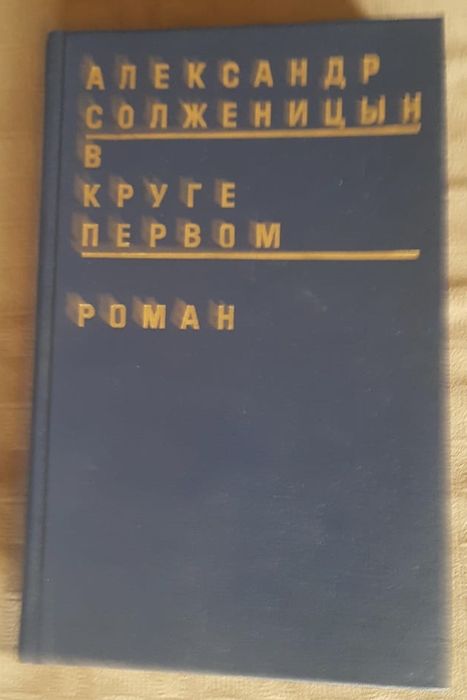 АЛЕКСАНДР
СОЛЖЕНИЦЫН
В
КРУГЕ
ПЕРВОМ
РОМАН